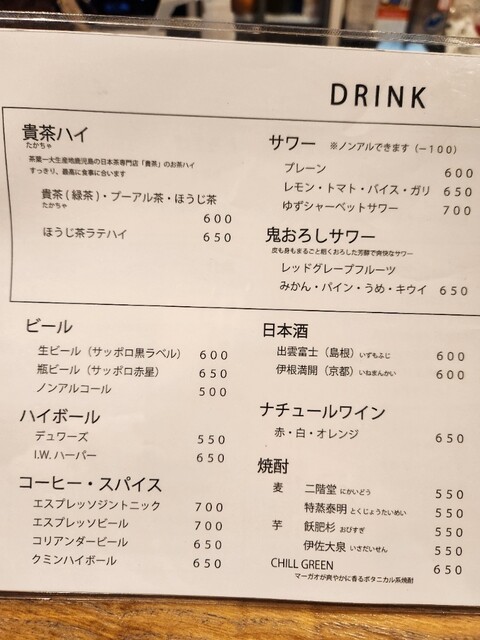 DRINK
貴茶ハイ
たかちゃ
茶葉一大生産地鹿児島の日本茶専門店「貴茶」のお茶ハイ
すっきり、最高に食事に合います
貴茶(緑茶)・プーアル茶・ほうじ茶
たかちゃ
600
ほうじ茶ラテハイ 650
サワー ※ノンアルできます(－100)
プレーン 600
レモン・トマト・バイス・ガリ 650
ゆずシャーベットサワー 700
鬼おろしサワー
皮も身もまるごと粗くおろした芳醇で爽快なサワー
レッドグレープフルーツ
みかん・パイン・うめ・キウイ 650
ビール
生ビール(サッポロ黒ラベル) 600
瓶ビール(サッポロ赤星) 650
ノンアルコール 500
ハイボール
デュワーズ 550
I.W.ハーパー 650
コーヒー・スパイス
エスプレッソジントニック 700
エスプレッソビール 700
コリアンダービール 650
クミンハイボール 650
日本酒
出雲富士(島根)いずもふじ 600
伊根満開(京都)いねまんかい 600
ナチュールワイン
赤・白・オレンジ 650
焼酎
麦 二階堂 にかいどう 550
特蒸泰明 とくじょうたいめい 550
芋 飫肥杉 おびすぎ 550
伊佐大泉 いさだいせん 550
CHILL GREEN 650
マーガオが爽やかに香るボタニカル系焼酎